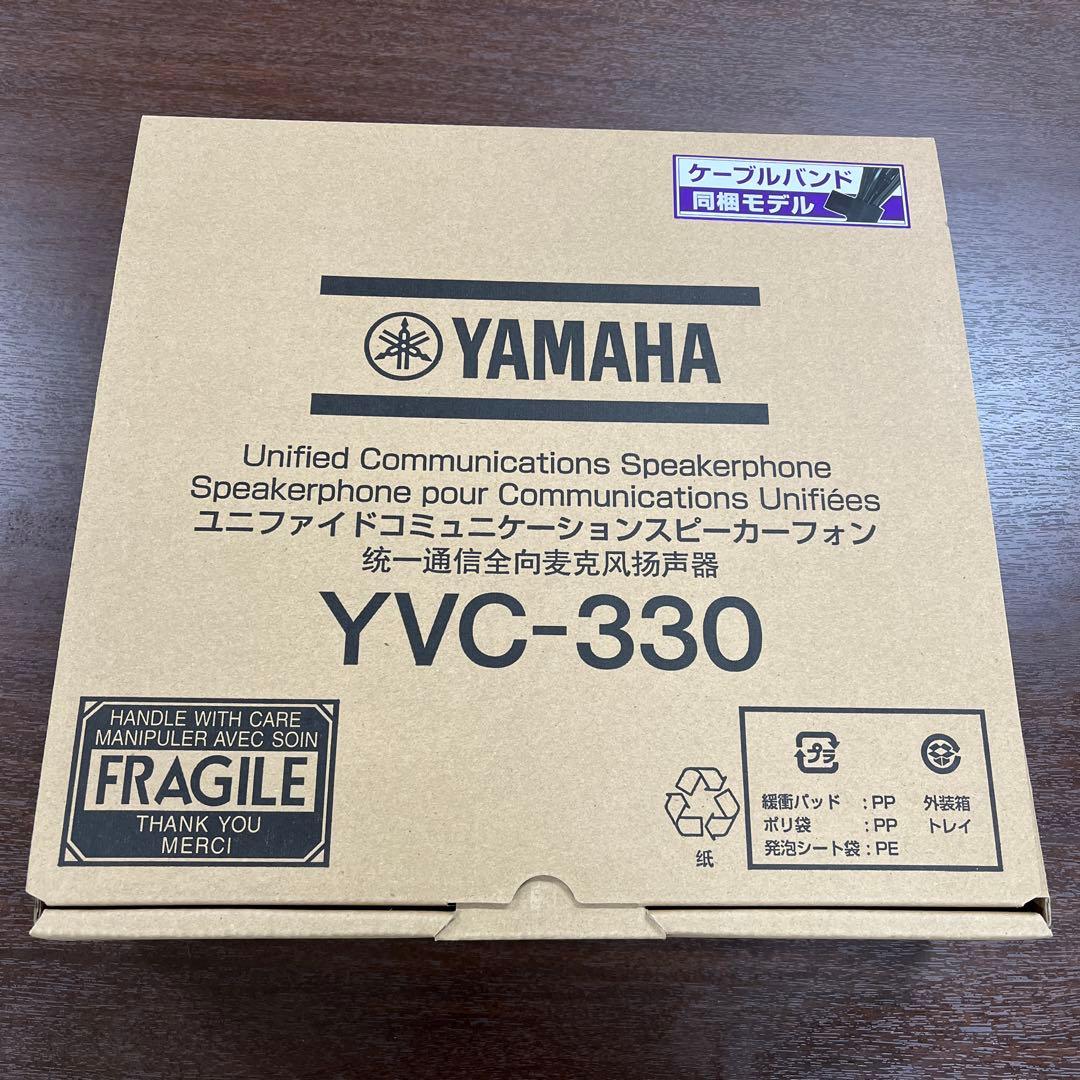 ケーブルバンド
同梱モデル
YAMAHA
Unified Communications Speakerphone
Speakerphone pour Communications Unifiées
ユニファイドコミュニケーションスピーカーフォン
统一通信全向麦克风扬声器
YVC-330
HANDLE WITH CARE
MANIPULER AVEC SOIN
FRAGILE
THANK YOU
MERCI
纸
プラ
緩衝パッド :PP
ポリ袋 :PP
発泡シート袋:PE
外装箱
トレイ